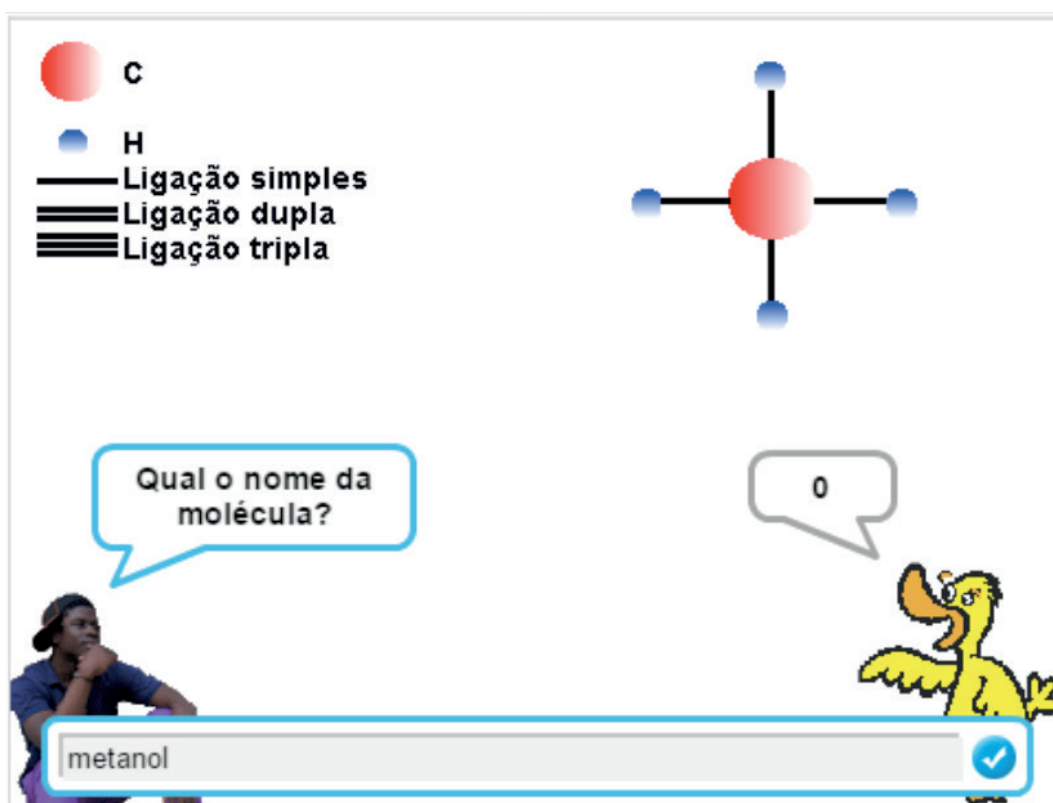 C
H
Ligação simples
Ligação dupla
Ligação tripla
Qual o nome da
molécula?
0
metanol